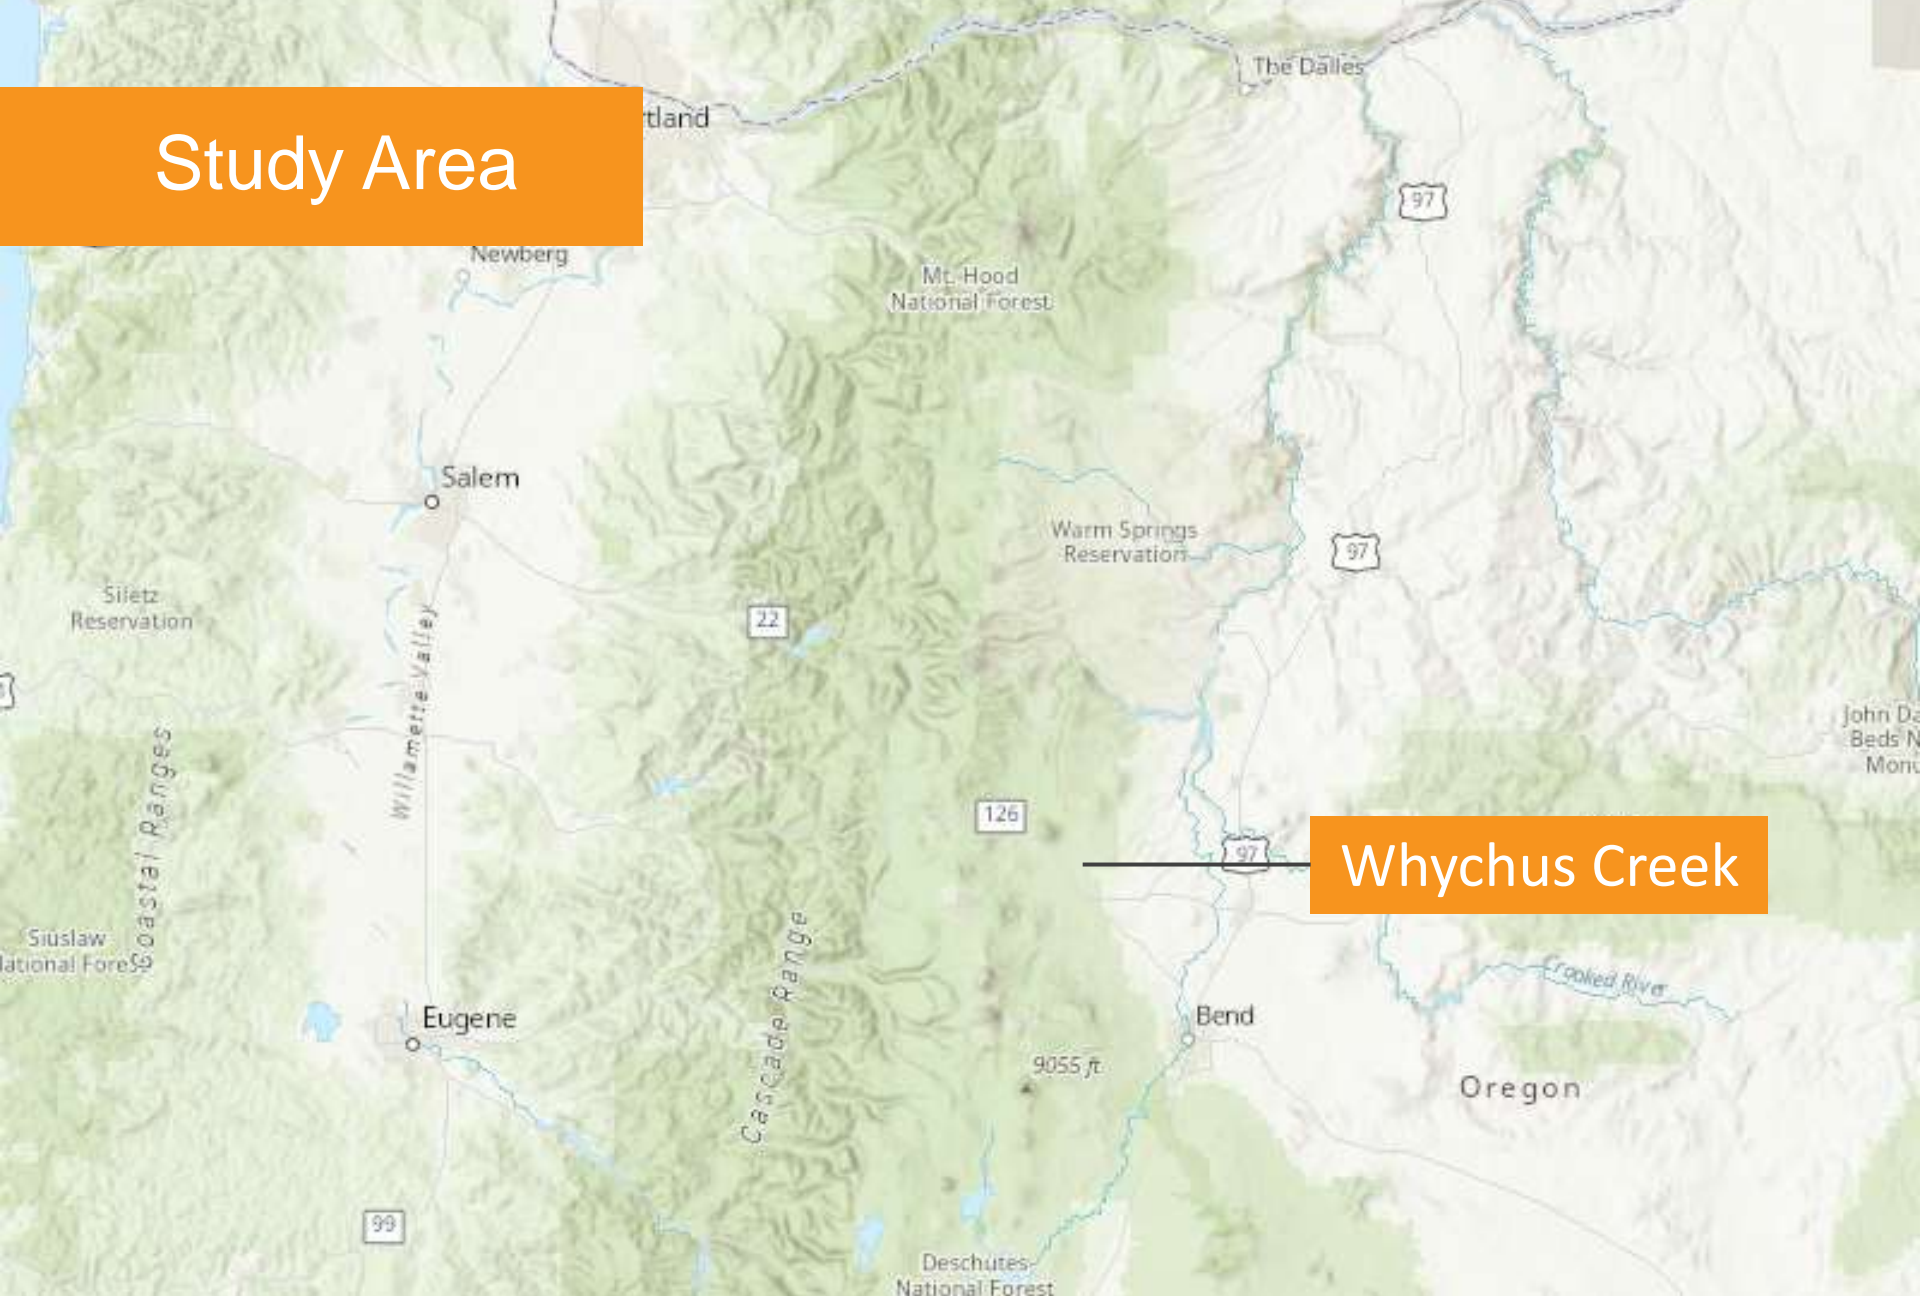 The Dalles
tland
Study Area
97
Newberg
Mt. Hood
National Forest
Salem
Warm Springs
Reservation
97
Siletz
Reservation
22
Willamette Valley
John Da
Beds N
Monu
Coastal Ranges
126
97
Whychus Creek
Siuslaw
ational Forest
Cascade Range
Crooked River
Eugene
Bend
9055 ft
Oregon
99
Deschutes
National Forest